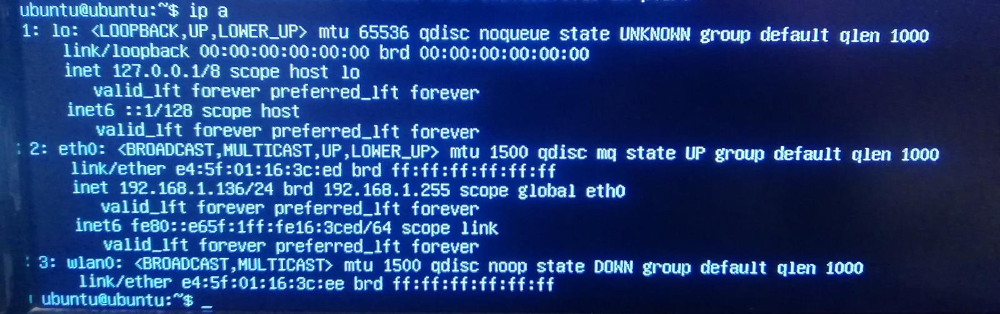 ubuntu@ubuntu:~$ ip a
1: lo: <LOOPBACK,UP,LOWER_UP> mtu 65536 qdisc noqueue state UNKNOWN group default qlen 1000
link/loopback 00:00:00:00:00:00 brd 00:00:00:00:00:00
inet 127.0.0.1/8 scope host lo
valid_lft forever preferred_lft forever
inet6 ::1/128 scope host
valid_lft forever preferred_lft forever
2: eth0: <BROADCAST,MULTICAST,UP,LOWER_UP> mtu 1500 qdisc mq state UP group default qlen 1000
link/ether e4:5f:01:16:3c:ed brd ff:ff:ff:ff:ff:ff
inet 192.168.1.136/24 brd 192.168.1.255 scope global eth0
valid_lft forever preferred_lft forever
inet6 fe80::e65f:1ff:fe16:3ced/64 scope link
valid_lft forever preferred_lft forever
3: wlan0: <BROADCAST,MULTICAST> mtu 1500 qdisc noop state DOWN group default qlen 1000
link/ether e4:5f:01:16:3c:ee brd ff:ff:ff:ff:ff:ff
ubuntu@ubuntu:~$ _